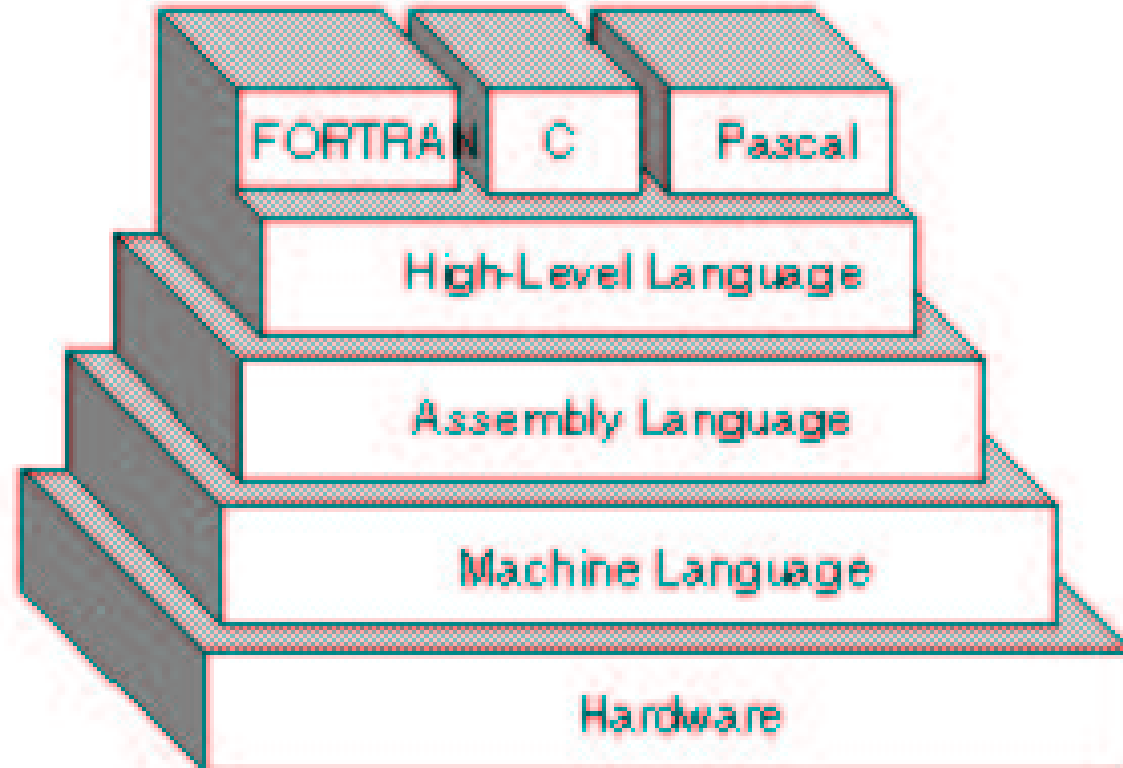 FORTRAN C Pascal
High-Level Language
Assembly Language
Machine Language
Hardware